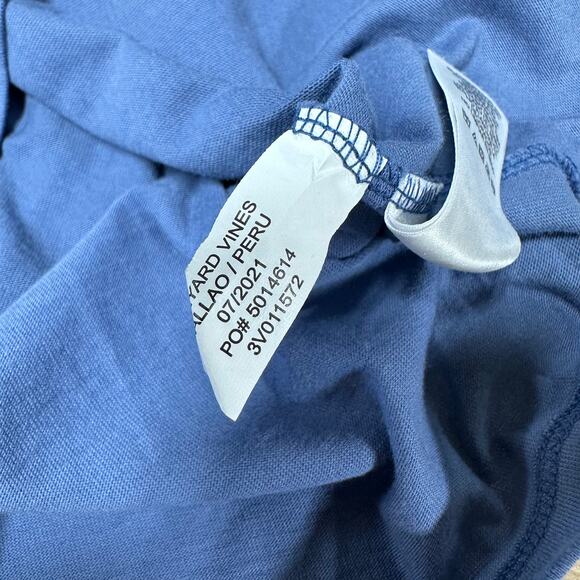 YARD VINES
ALLAO / PERU
07/2021
PO# 5014614
3V011572